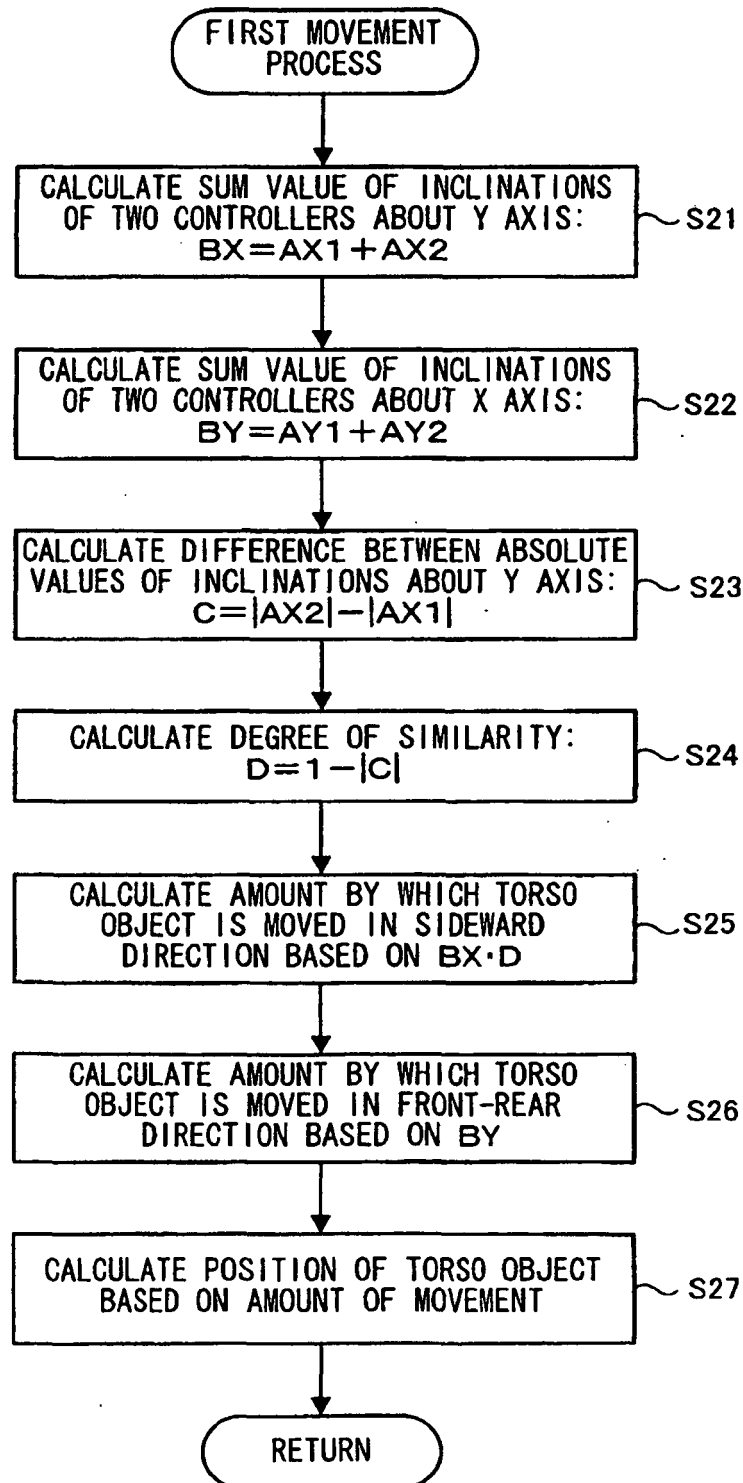 FIRST MOVEMENT
PROCESS
CALCULATE SUM VALUE OF INCLINATIONS
OF TWO CONTROLLERS ABOUT Y AXIS:
BX=AX1+AX2
S21
CALCULATE SUM VALUE OF INCLINATIONS
OF TWO CONTROLLERS ABOUT X AXIS:
BY=AY1+AY2
S22
CALCULATE DIFFERENCE BETWEEN ABSOLUTE
VALUES OF INCLINATIONS ABOUT Y AXIS:
C=|AX2|-|AX1|
S23
CALCULATE DEGREE OF SIMILARITY:
D=1-|C|
S24
CALCULATE AMOUNT BY WHICH TORSO
OBJECT IS MOVED IN SIDEWARD
DIRECTION BASED ON BX·D
S25
CALCULATE AMOUNT BY WHICH TORSO
OBJECT IS MOVED IN FRONT-REAR
DIRECTION BASED ON BY
S26
CALCULATE POSITION OF TORSO OBJECT
BASED ON AMOUNT OF MOVEMENT
S27
RETURN